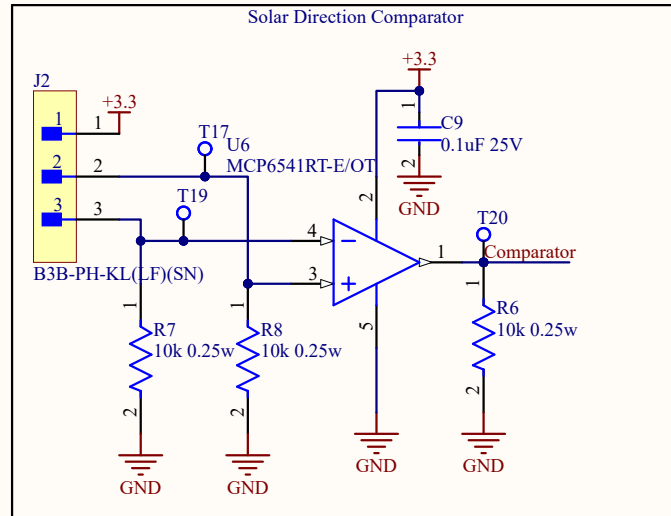 Solar Direction Comparator
J2
+3.3
+3.3
1
1
T17
U6
MCP6541RT-E/OT
1
C9
0.1uF 25V
2
2
2
T19
2
GND
3
3
T20
4
1
Comparator
B3B-PH-KL(LF)(SN)
3
1
1
5
1
R6
10k 0.25w
R7
10k 0.25w
R8
10k 0.25w
2
2
2
GND
GND
GND
GND